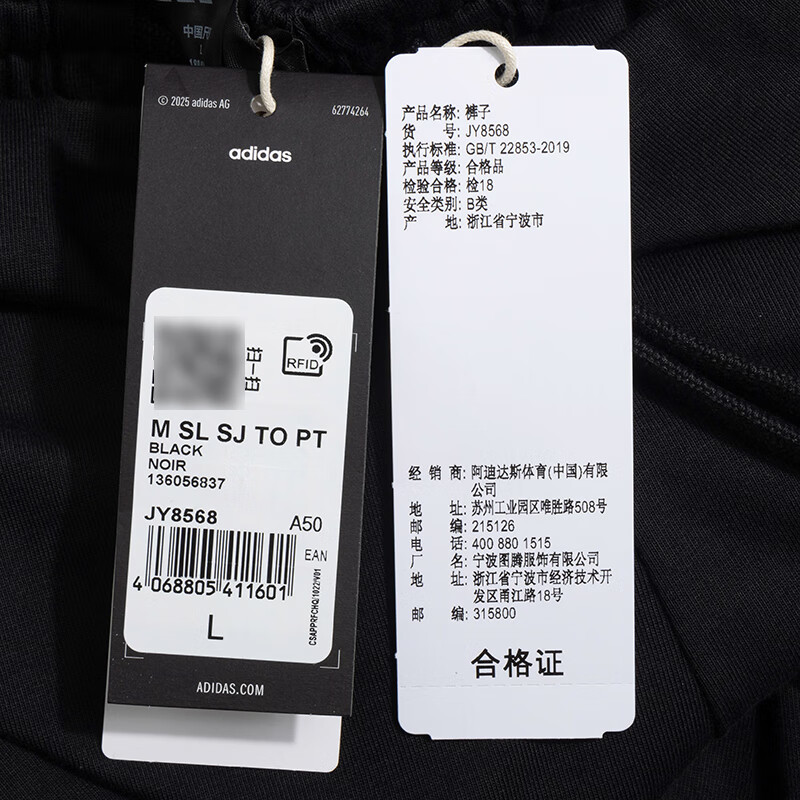 中国
© 2025 adidas AG
62774264
adidas
RFID
扫一扫
M SL SJ TO PT
BLACK
NOIR
136056837
JY8568
A50
EAN
4 068805 411601
CSAPPRFCHQ/1022/V01
L
ADIDAS.COM
产品名称: 裤子
货 号: JY8568
执行标准: GB/T 22853-2019
产品等级: 合格品
检验合格: 检18
安全类别: B类
产 地: 浙江省宁波市
经 销 商: 阿迪达斯体育(中国)有限
公司
地 址: 苏州工业园区唯胜路508号
邮 编: 215126
电 话: 400 880 1515
厂 名: 宁波图腾服饰有限公司
地 址: 浙江省宁波市经济技术开
发区甬江路18号
邮 编: 315800
合格证